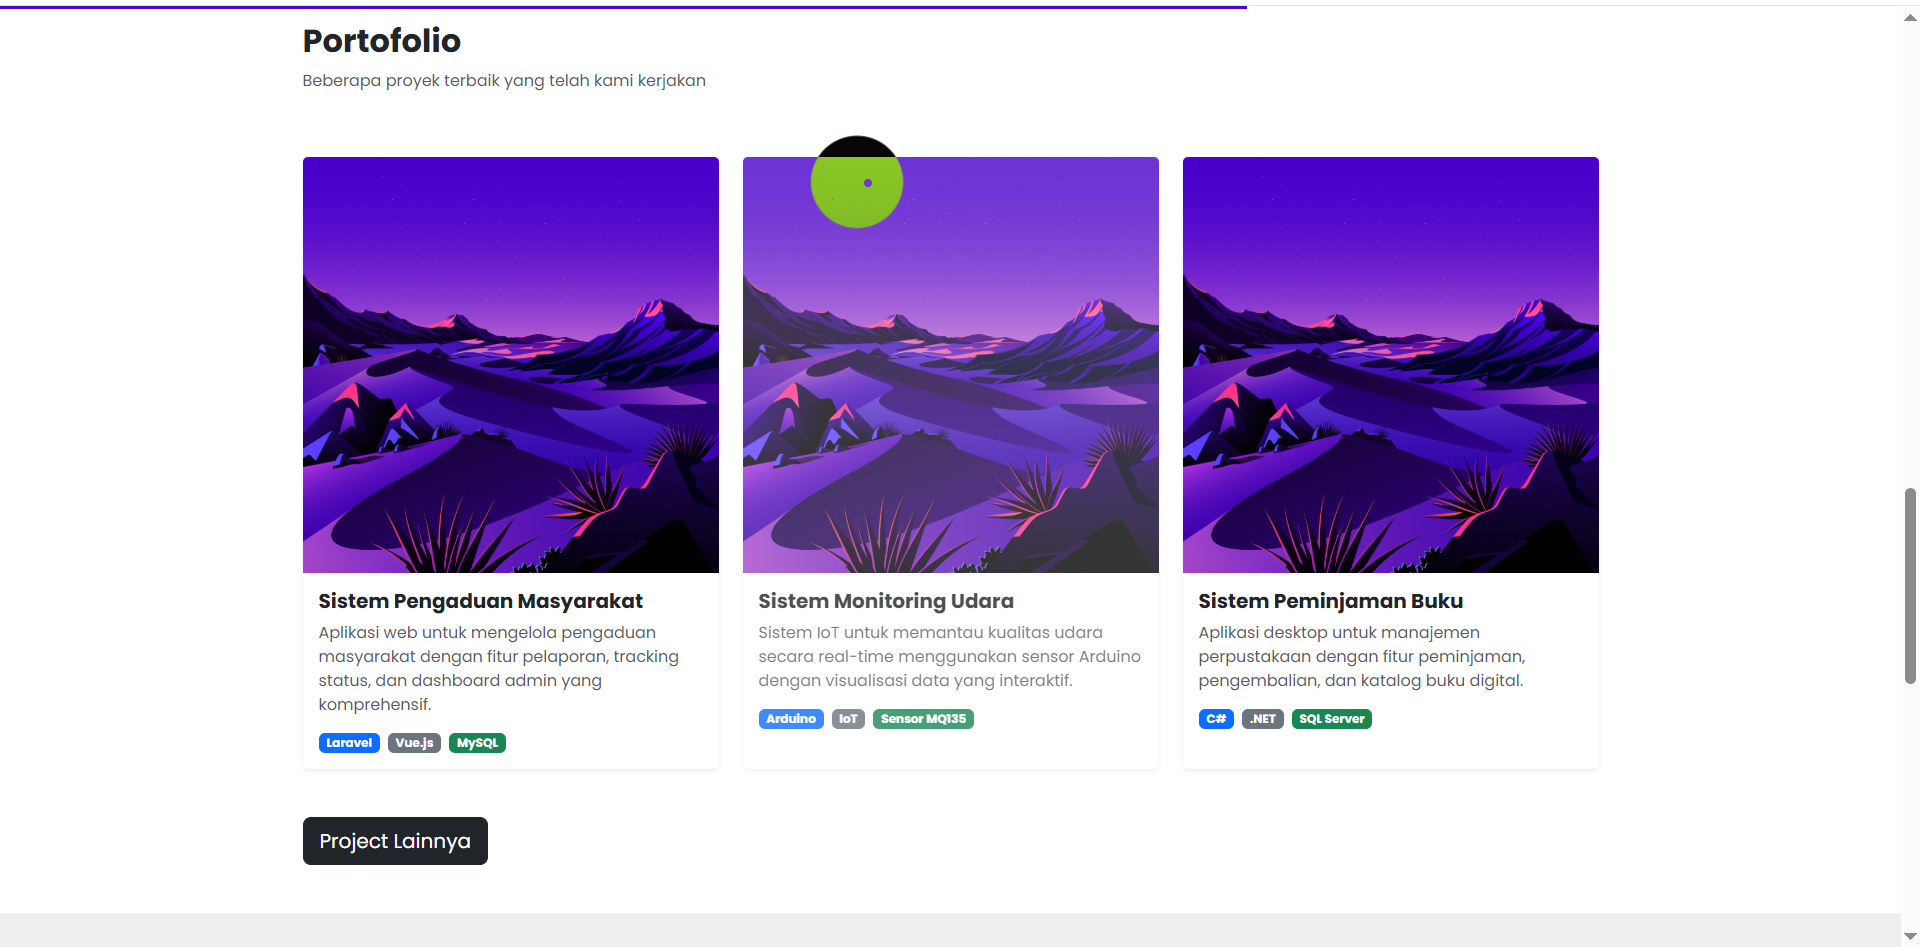 Portofolio
Beberapa proyek terbaik yang telah kami kerjakan
Sistem Pengaduan Masyarakat
Aplikasi web untuk mengelola pengaduan
masyarakat dengan fitur pelaporan, tracking
status, dan dashboard admin yang
komprehensif.
Laravel Vue.js MySQL
Sistem Monitoring Udara
Sistem IoT untuk memantau kualitas udara
secara real-time menggunakan sensor Arduino
dengan visualisasi data yang interaktif.
Arduino IoT Sensor MQ135
Sistem Peminjaman Buku
Aplikasi desktop untuk manajemen
perpustakaan dengan fitur peminjaman,
pengembalian, dan katalog buku digital.
C# .NET SQL Server
Project Lainnya